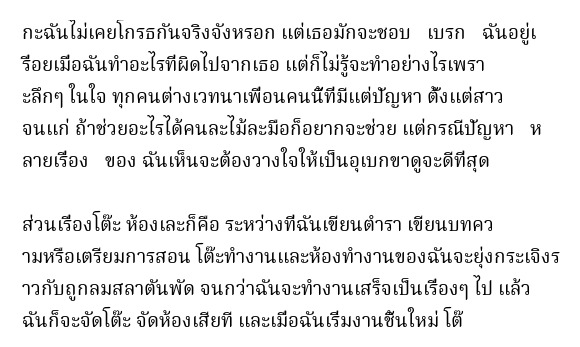 กะฉันไม่เคยโกรธกันจริงจังหรอก แต่เธอมักจะชอบ   เบรก   ฉันอยู่เ
รื่อยเมื่อฉันทำอะไรที่ผิดไปจากเธอ แต่ก็ไม่รู้จะทำอย่างไรเพรา
ะลึกๆ ในใจ ทุกคนต่างเวทนาเพื่อนคนนี้ที่มีแต่ปัญหา ตั้งแต่สาว
จนแก่ ถ้าช่วยอะไรได้คนละไม้ละมือก็อยากจะช่วย แต่กรณีปัญหา   ห
ลายเรื่อง   ของ ฉันเห็นจะต้องวางใจให้เป็นอุเบกขาดูจะดีที่สุด
ส่วนเรื่องโต๊ะ ห้องเละก็คือ ระหว่างที่ฉันเขียนตำรา เขียนบทคว
ามหรือเตรียมการสอน โต๊ะทำงานและห้องทำงานของฉันจะยุ่งกระเจิงร
าวกับถูกลมสลาตันพัด จนกว่าฉันจะทำงานเสร็จเป็นเรื่องๆ ไป แล้ว
ฉันก็จะจัดโต๊ะ จัดห้องเสียที และเมื่อฉันเริ่มงานชิ้นใหม่ โต๊